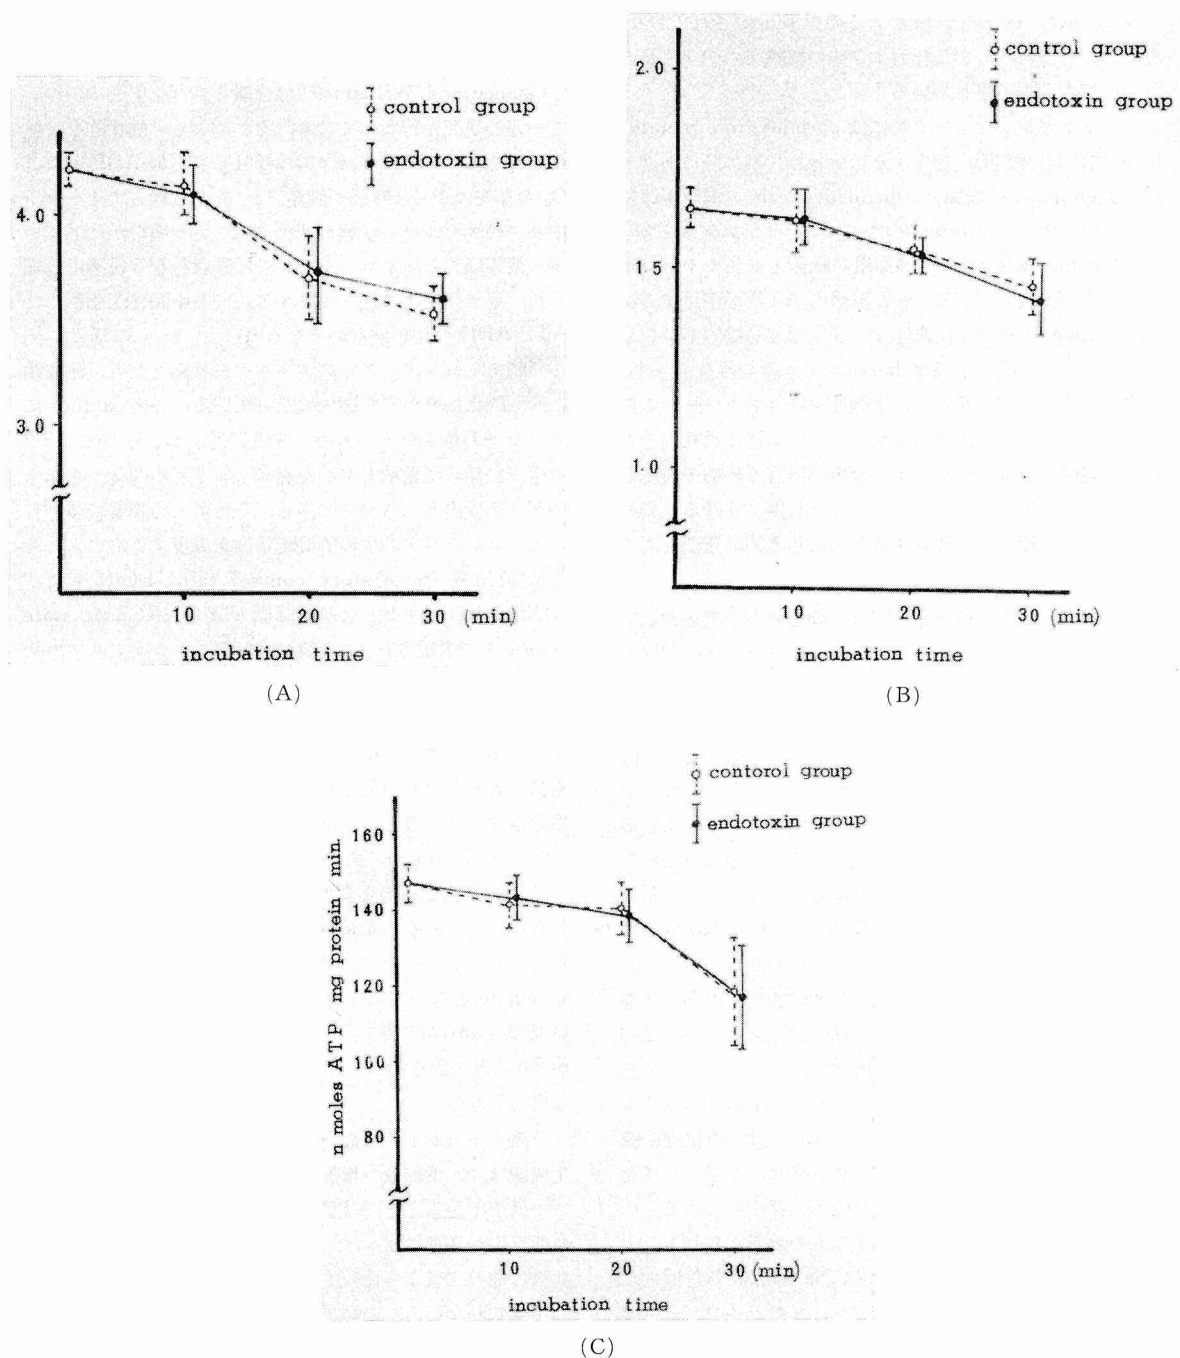 control group
endotoxin group
4.0
3.0
10 20 30 (min)
incubation time
(A)
control group
endotoxin group
2.0
1.5
1.0
10 20 30 (min)
incubation time
(B)
contorol group
endotoxin group
n moles ATP / mg protein / min.
160
140
120
100
80
10 20 30 (min)
incubation time
(C)